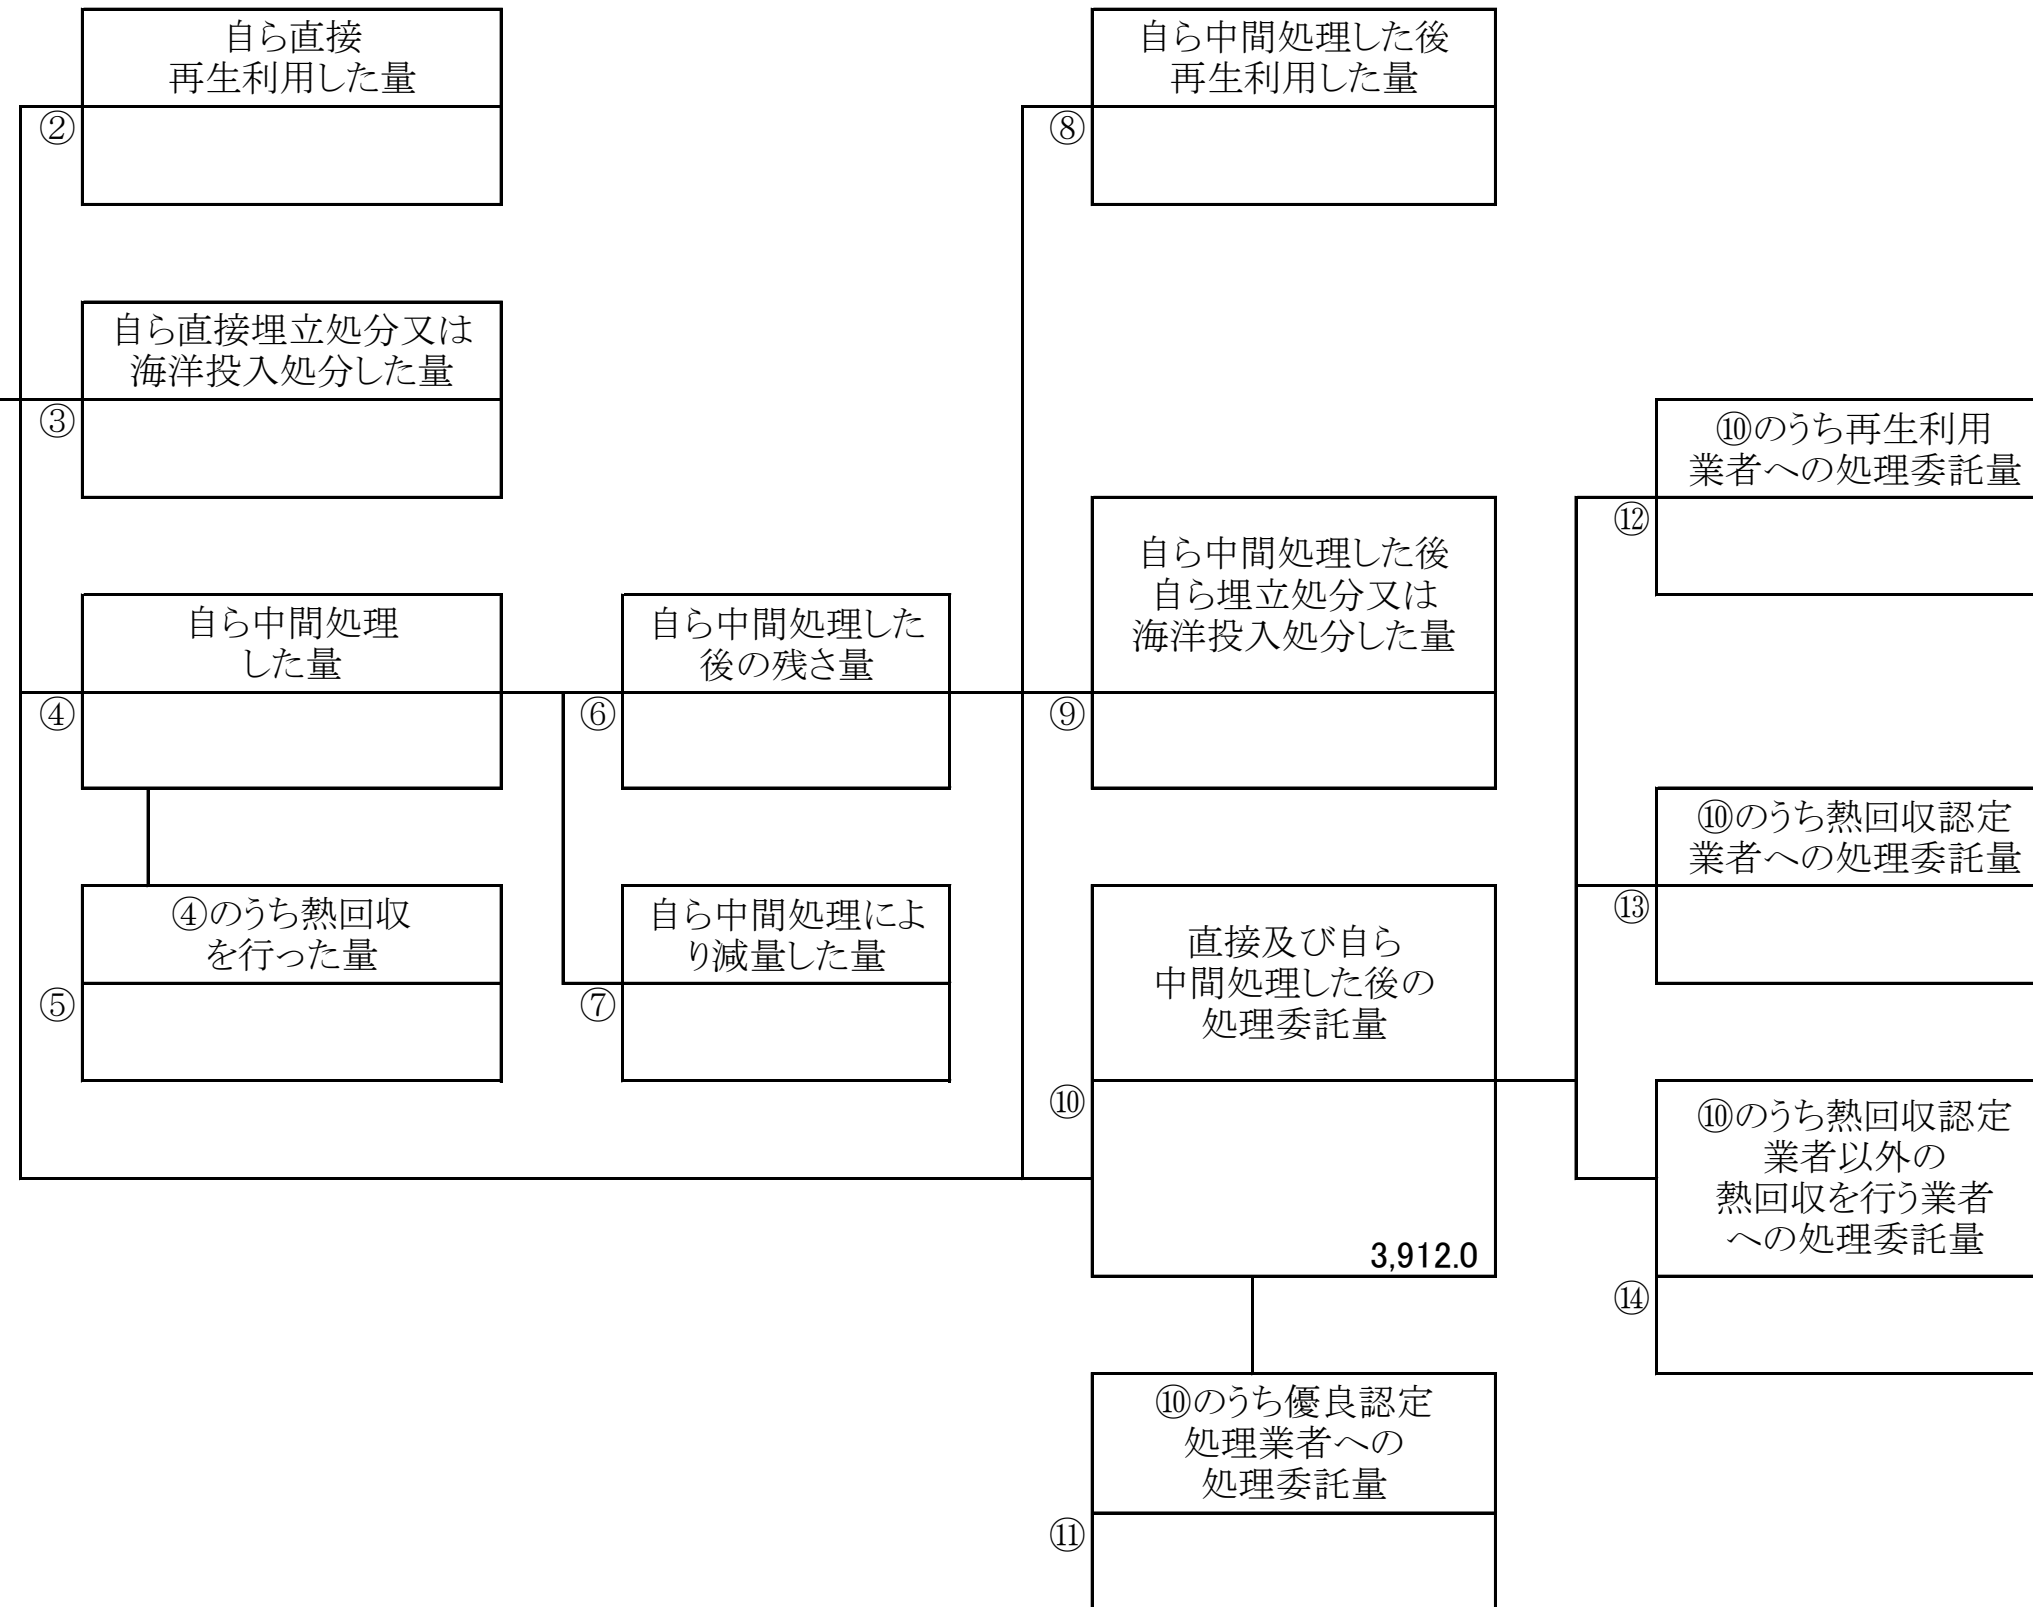 自ら直接
再生利用した量
②
自ら中間処理した後
再生利用した量
⑧
自ら直接埋立処分又は
海洋投入処分した量
③
⑩のうち再生利用
業者への処理委託量
⑫
自ら中間処理
した量
④
自ら中間処理した
後の残さ量
⑥
自ら中間処理した後
自ら埋立処分又は
海洋投入処分した量
⑨
⑩のうち熱回収認定
業者への処理委託量
⑬
④のうち熱回収
を行った量
⑤
自ら中間処理によ
り減量した量
⑦
直接及び自ら
中間処理した後の
処理委託量
⑩
3,912.0
⑩のうち熱回収認定
業者以外の
熱回収を行う業者
への処理委託量
⑭
⑩のうち優良認定
処理業者への
処理委託量
⑪